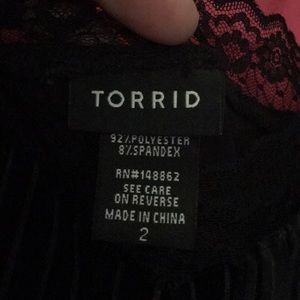 TORRID
92%POLYESTER
8%SPANDEX
RN#148862
SEE CARE
ON REVERSE
MADE IN CHINA
2